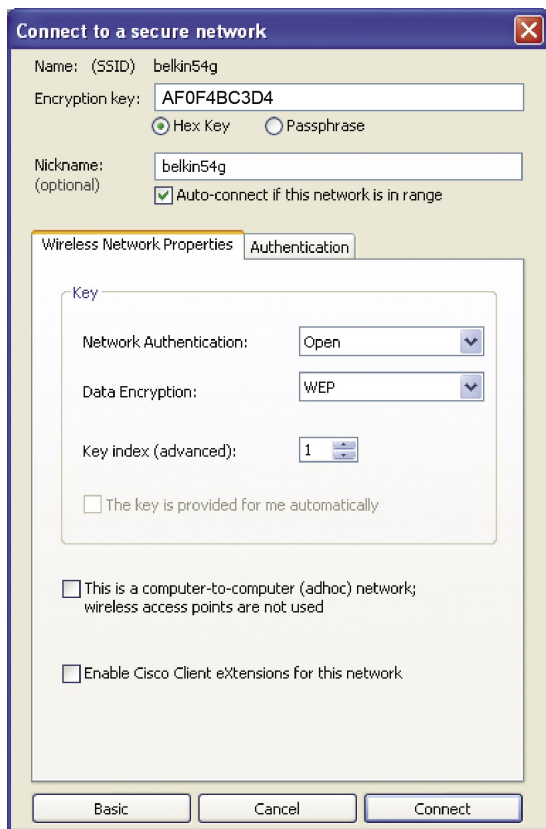 Connect to a secure network
Name: (SSID) belkin54g
Encryption key: AF0F4BC3D4
Hex Key Passphrase
Nickname: belkin54g
(optional)
Auto-connect if this network is in range
Wireless Network Properties Authentication
Key
Network Authentication: Open
Data Encryption: WEP
Key index (advanced): 1
The key is provided for me automatically
This is a computer-to-computer (adhoc) network;
wireless access points are not used
Enable Cisco Client eXtensions for this network
Basic Cancel Connect